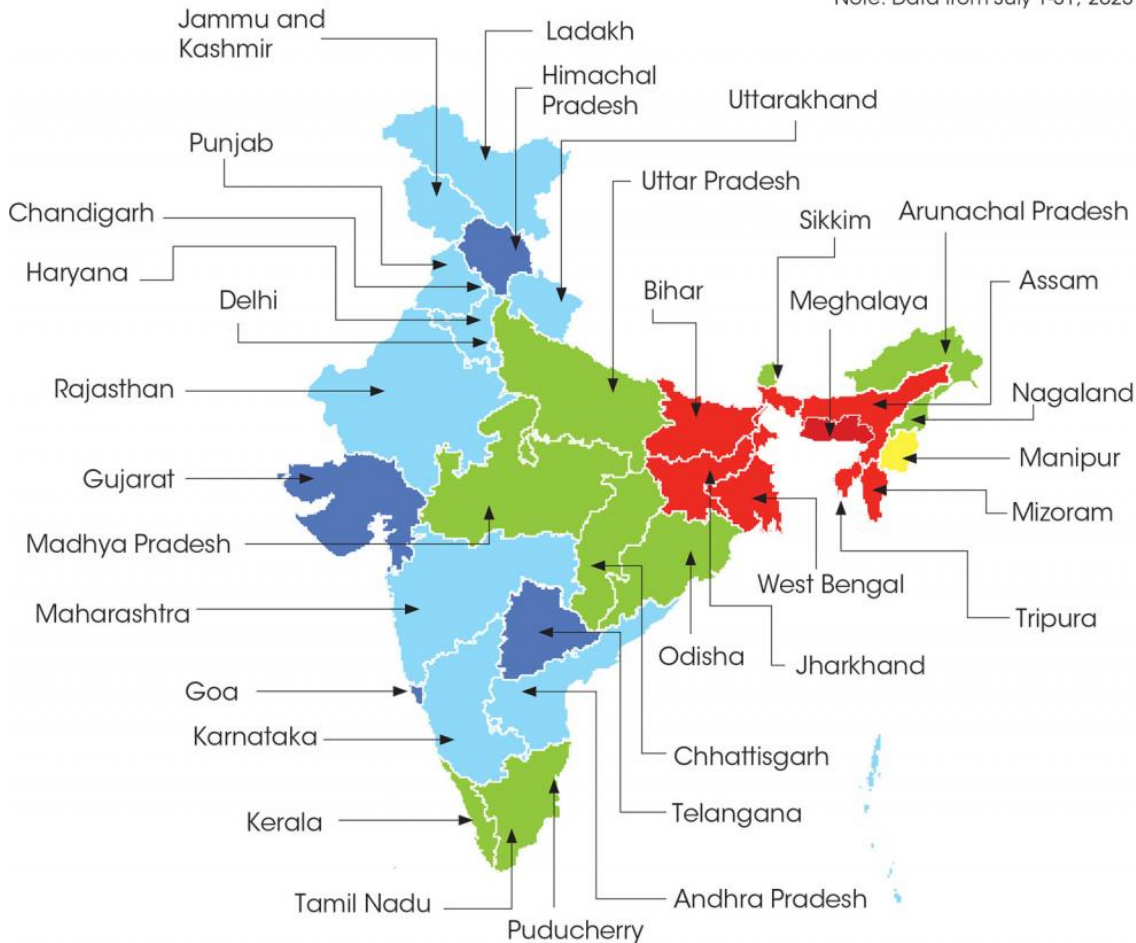 Jammu and
Kashmir
Ladakh
Himachal
Pradesh
Uttarakhand
Punjab
Uttar Pradesh
Chandigarh
Sikkim
Arunachal Pradesh
Haryana
Delhi
Bihar
Meghalaya
Assam
Rajasthan
Nagaland
Gujarat
Manipur
Madhya Pradesh
Mizoram
Maharashtra
West Bengal
Tripura
Odisha
Jharkhand
Goa
Karnataka
Chhattisgarh
Kerala
Telangana
Tamil Nadu
Andhra Pradesh
Puducherry